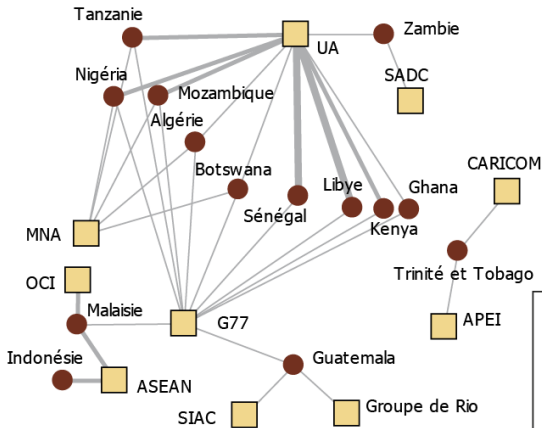 Tanzanie
UA
Zambie
Nigéria
Mozambique
SADC
Algérie
Botswana
CARICOM
Libye
Ghana
Sénégal
Kenya
MNA
Trinité et Tobago
OCI
Malaisie
G77
APEI
Indonésie
Guatemala
ASEAN
SIAC
Groupe de Rio